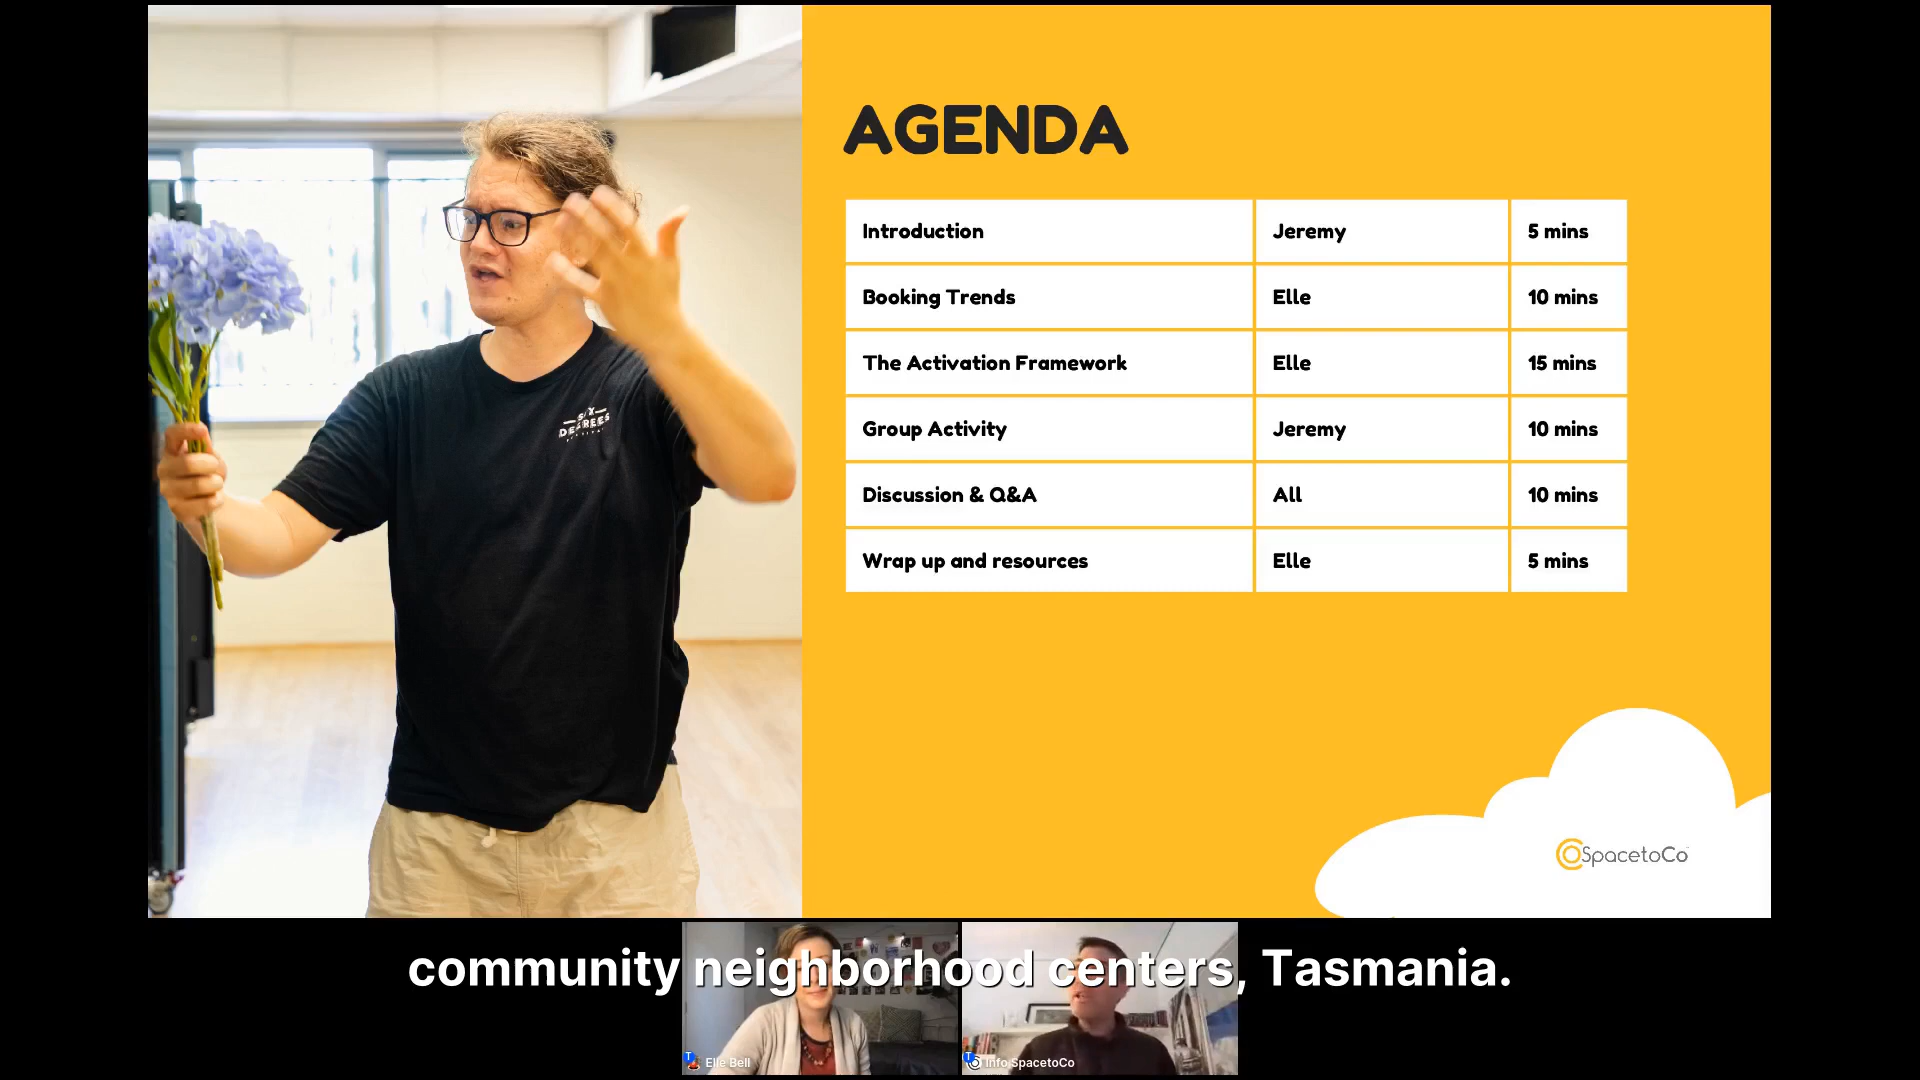 AGENDA
Introduction Jeremy 5 mins
Booking Trends Elle 10 mins
The Activation Framework Elle 15 mins
Group Activity Jeremy 10 mins
Discussion & Q&A All 10 mins
Wrap up and resources Elle 5 mins
SIX
DEGREES
SpacetoCo
community neighborhood centers, Tasmania.
Elle Bell
Info SpacetoCo